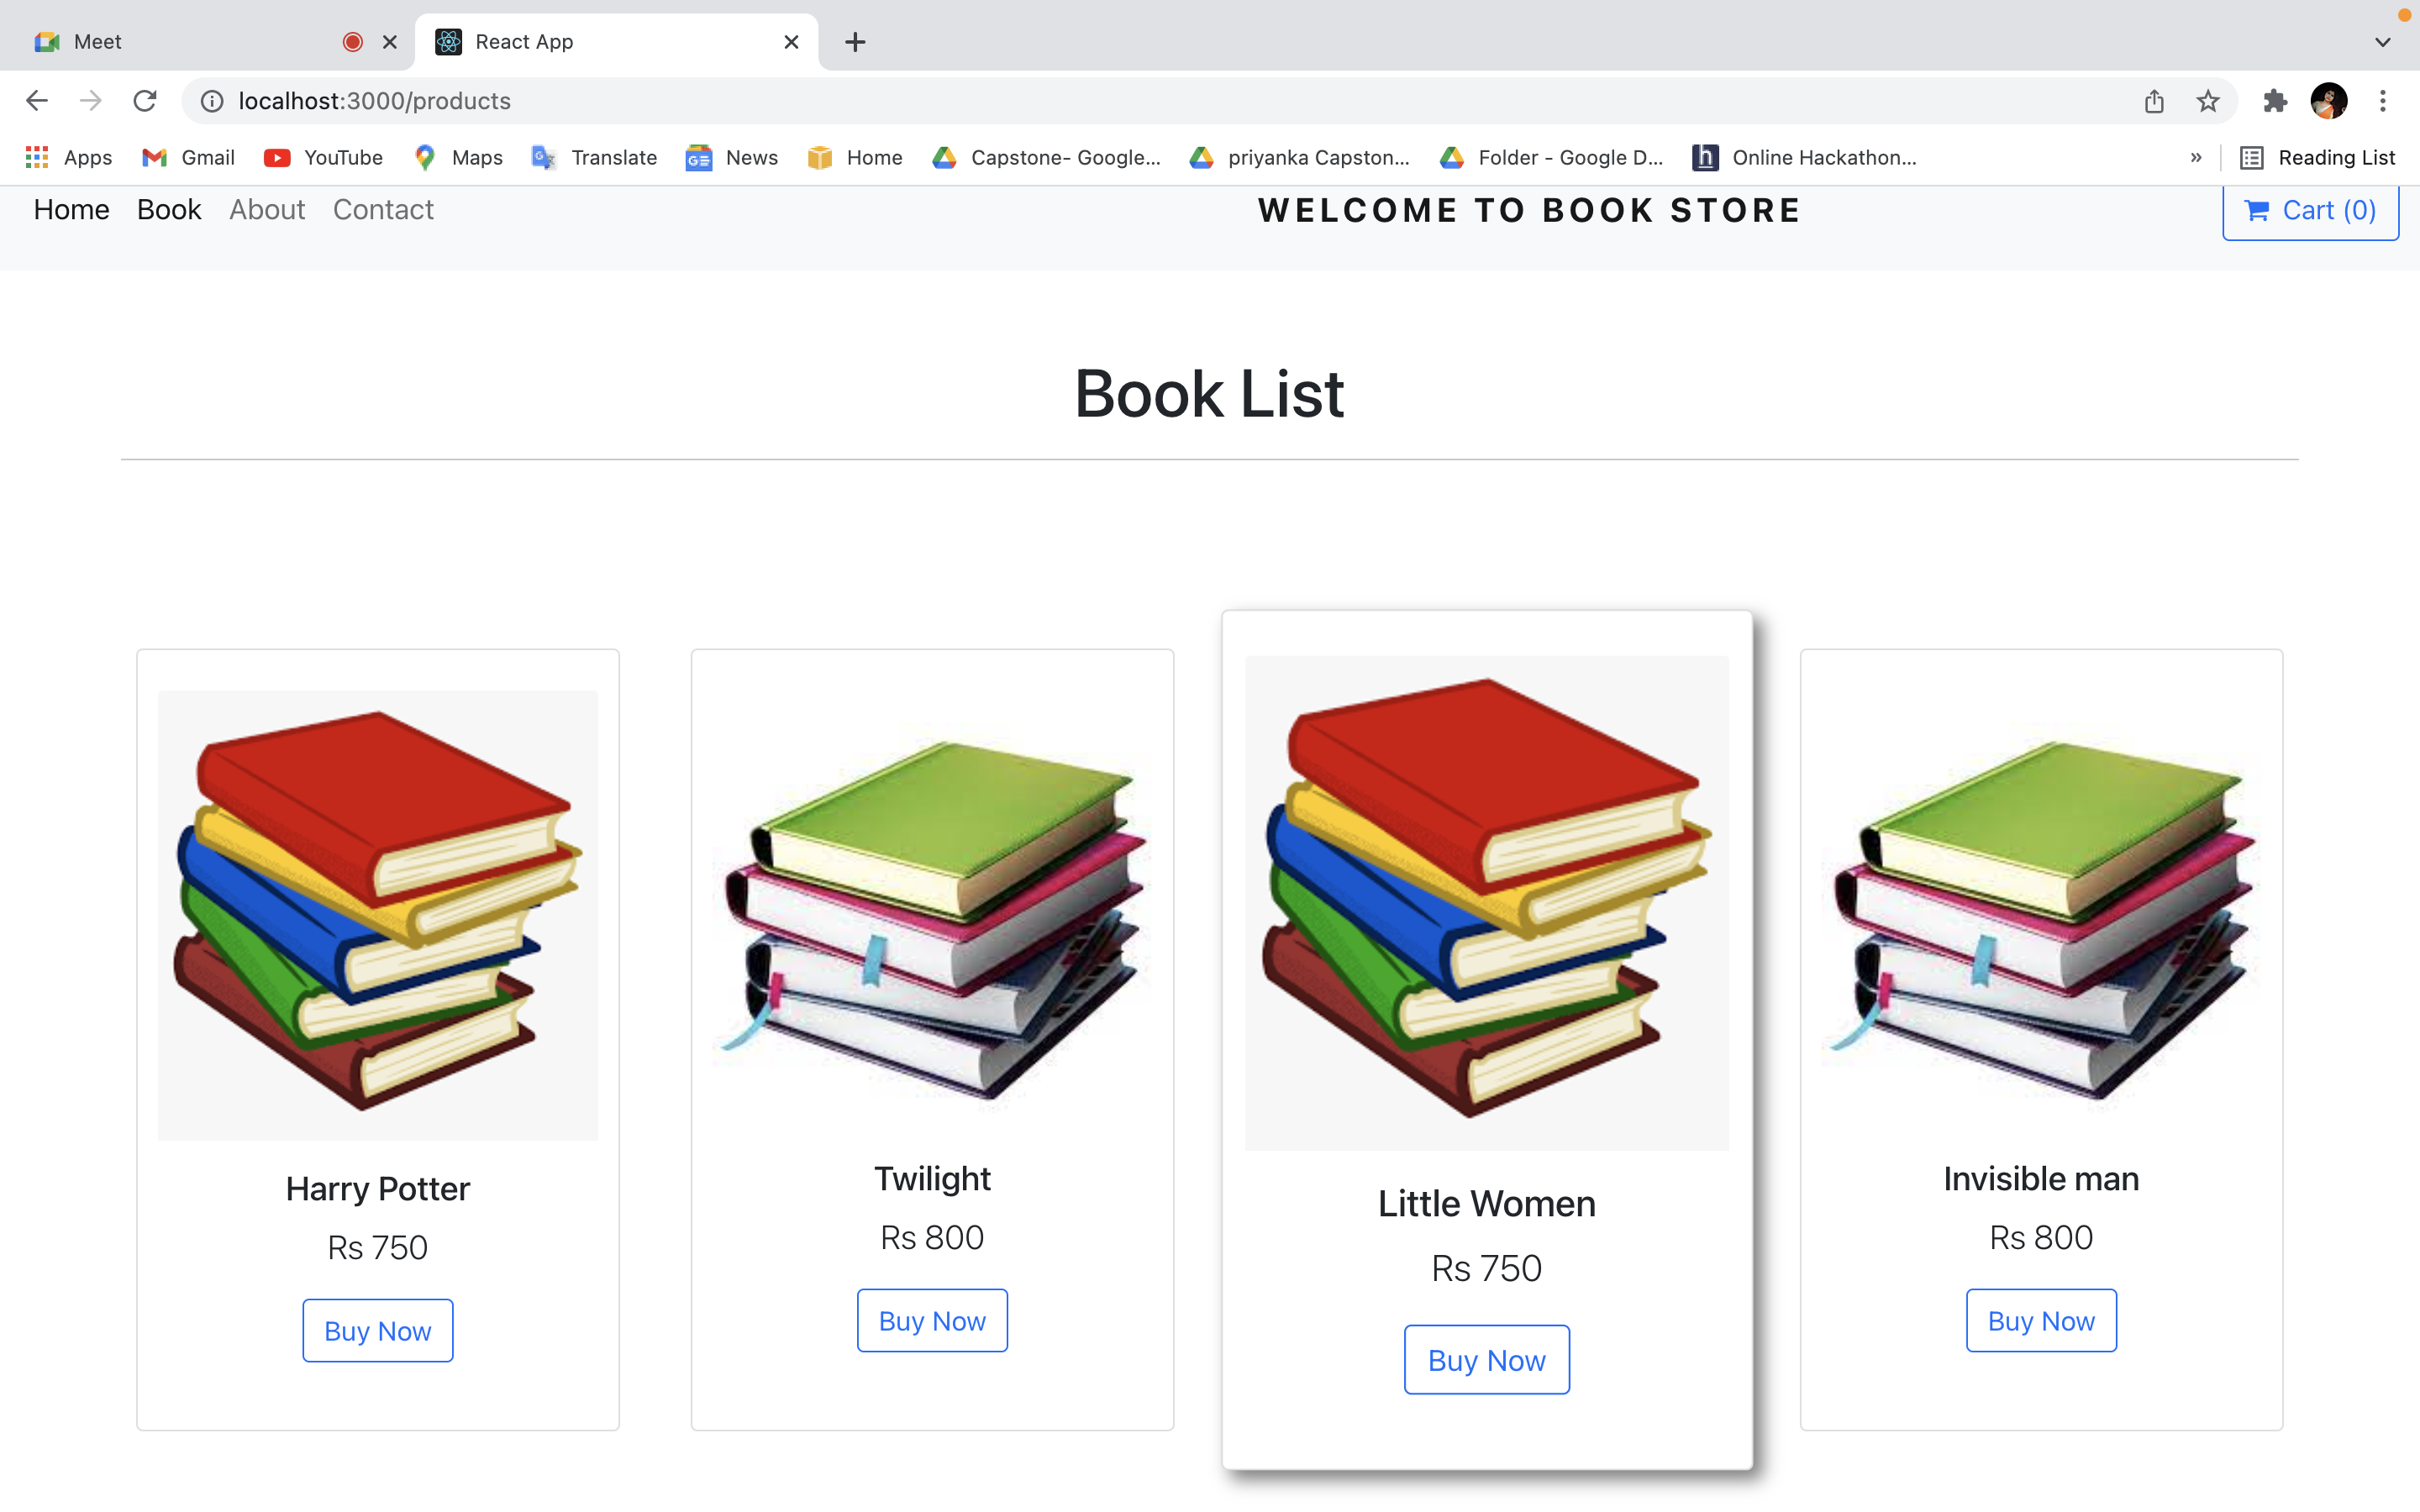 Meet
React App
localhost:3000/products
Apps Gmail YouTube Maps Translate News Home Capstone- Google... priyanka Capston... Folder - Google D... Online Hackathon... » Reading List
Home Book About Contact WELCOME TO BOOK STORE Cart (0)
Book List
Harry Potter
Rs 750
Buy Now
Twilight
Rs 800
Buy Now
Little Women
Rs 750
Buy Now
Invisible man
Rs 800
Buy Now